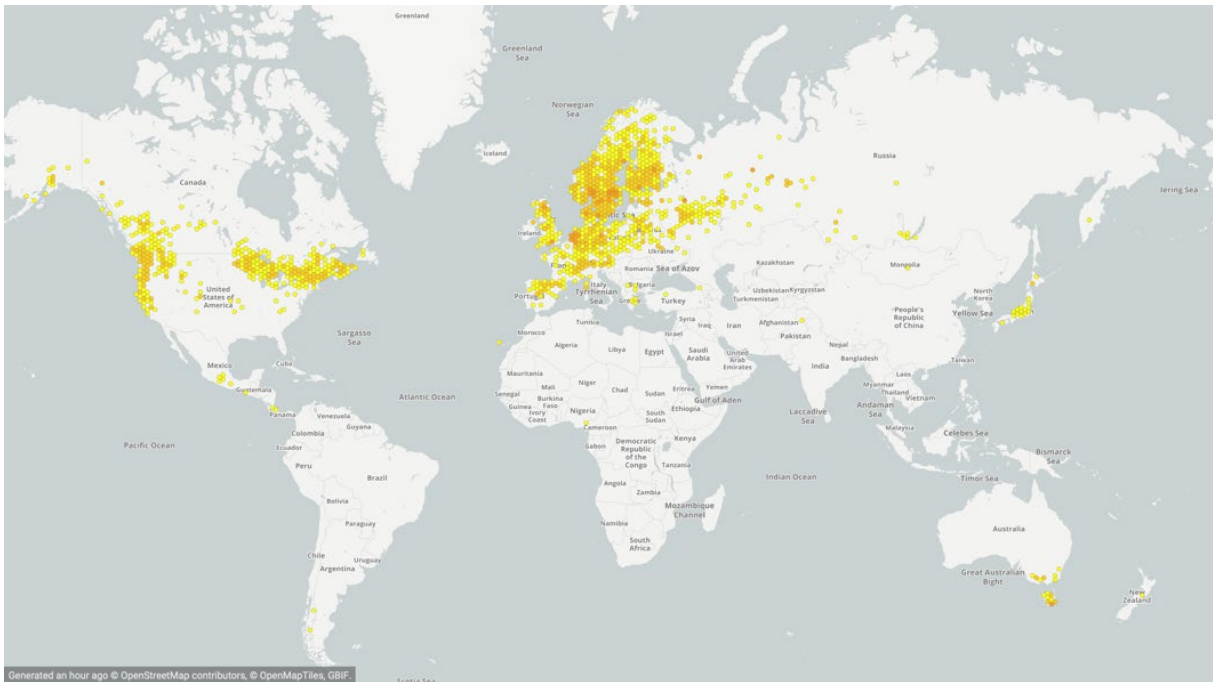 Greenland
Greenland
Sea
Norwegian
Sea
Iceland
Russia
Canada
Ireland
Ukraine
Kazakhstan
Mongolia
Romania
Sea of Azov
Italy
Tyrrhenian
Sea
Turkey
Uzbekistan
Kyrgyzstan
Turkmenistan
North
Korea
Yellow Sea
People's
Republic
of China
United
States of
America
Sargasso
Sea
Morocco
Tunisia
Syria
Iraq
Iran
Israel
Afghanistan
Pakistan
Algeria
Libya
Egypt
Saudi
Arabia
United
Arab
Emirates
Nepal
Bangladesh
India
Taiwan
Mexico
Cuba
Guatemala
Panama
Atlantic Ocean
Mauritania
Mali
Niger
Chad
Sudan
Eritrea
Yemen
Gulf of Aden
Laos
Myanmar
Thailand
Vietnam
Andaman
Sea
Senegal
Guinea
Burkina
Faso
Ivory
Coast
Nigeria
South
Sudan
Ethiopia
Laccadive
Sea
Venezuela
Guyana
Colombia
Ecuador
Cameroon
Gabon
Kenya
Malaysia
Celebes Sea
Pacific Ocean
Peru
Brazil
Democratic
Republic
of the
Congo
Tanzania
Indian Ocean
Bismarck
Sea
Timor Sea
Bolivia
Angola
Zambia
Mozambique
Channel
Paraguay
Namibia
Australia
Chile
Uruguay
Argentina
South
Africa
Great Australian
Bight
New
Zealand
Generated an hour ago © OpenStreetMap contributors, © OpenMapTiles, GBIF.